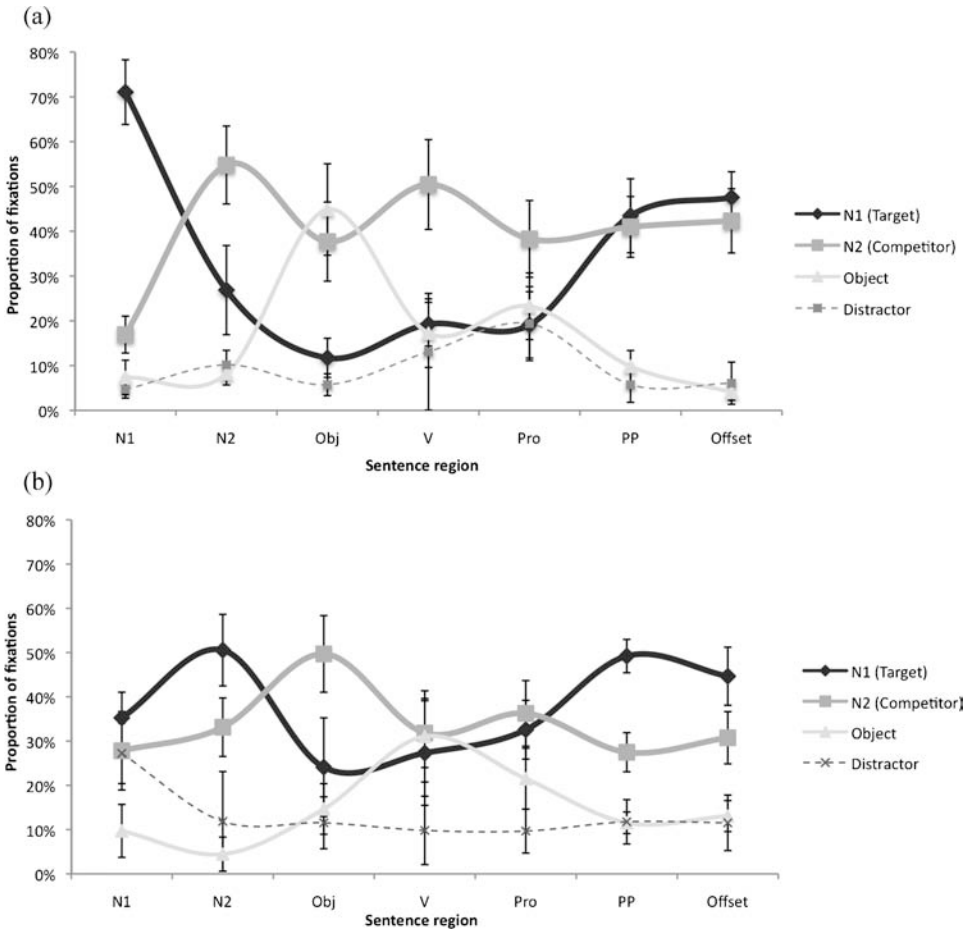 (a)
80%
70%
60%
50%
40%
30%
20%
10%
0%
Proportion of fixations
N1 N2 Obj V Pro PP Offset
Sentence region
N1 (Target)
N2 (Competitor)
Object
Distractor
(b)
80%
70%
60%
50%
40%
30%
20%
10%
0%
Proportion of fixations
N1 N2 Obj V Pro PP Offset
Sentence region
N1 (Target)
N2 (Competitor)
Object
Distractor